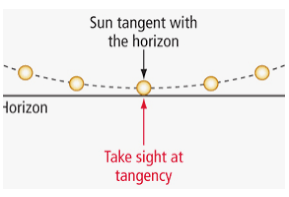 Sun tangent with
the horizon
Horizon
Take sight at
tangency